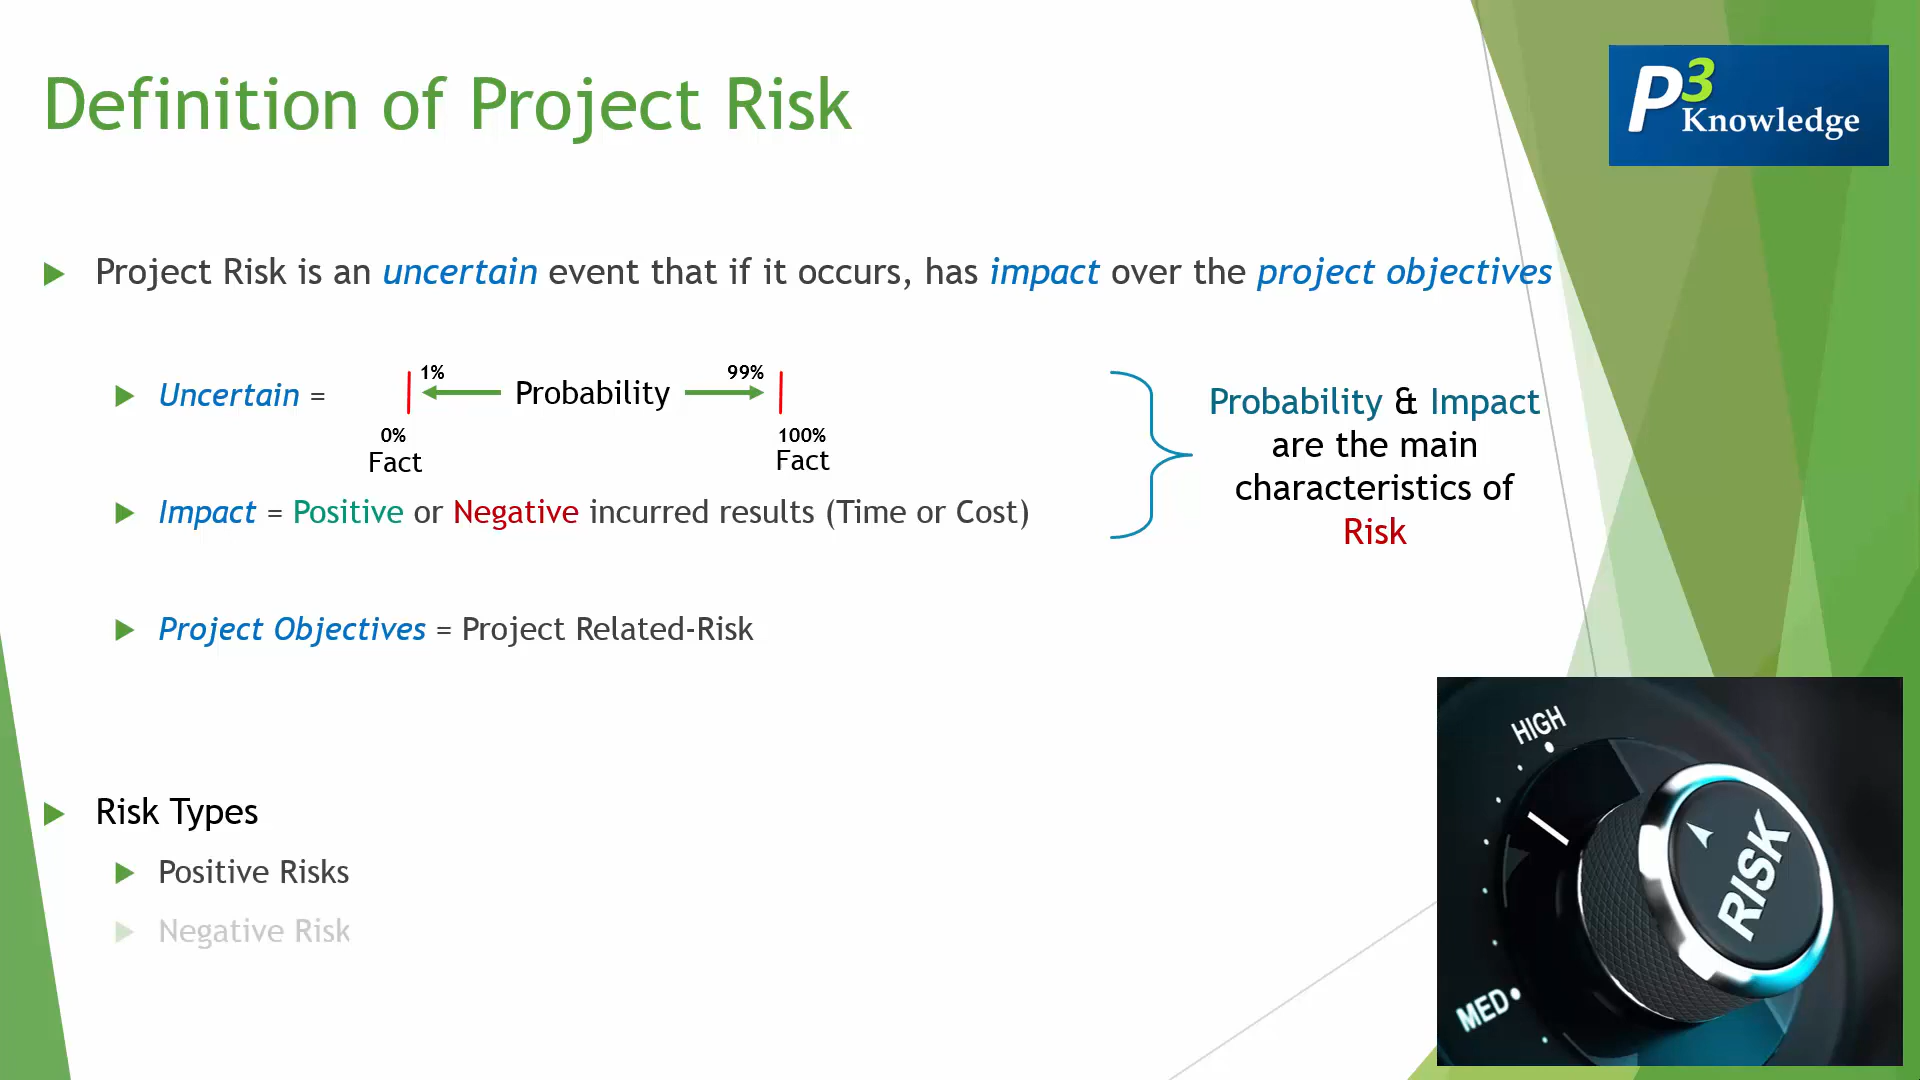 Definition of Project Risk
P3 Knowledge
Project Risk is an uncertain event that if it occurs, has impact over the project objectives
Uncertain =
1%
Probability
99%
0%
Fact
100%
Fact
Impact = Positive or Negative incurred results (Time or Cost)
Probability & Impact
are the main
characteristics of
Risk
Project Objectives = Project Related-Risk
Risk Types
Positive Risks
Negative Risk
HIGH
RISK
MED